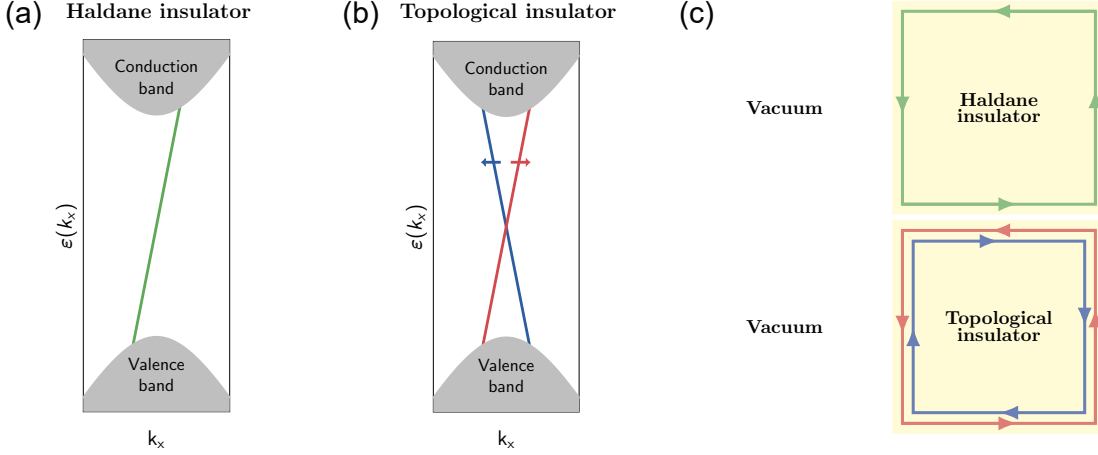 (a) Haldane insulator
Conduction
band
ε(kₓ)
Valence
band
kₓ
(b) Topological insulator
Conduction
band
ε(kₓ)
Valence
band
kₓ
(c)
Vacuum
Haldane
insulator
Vacuum
Topological
insulator